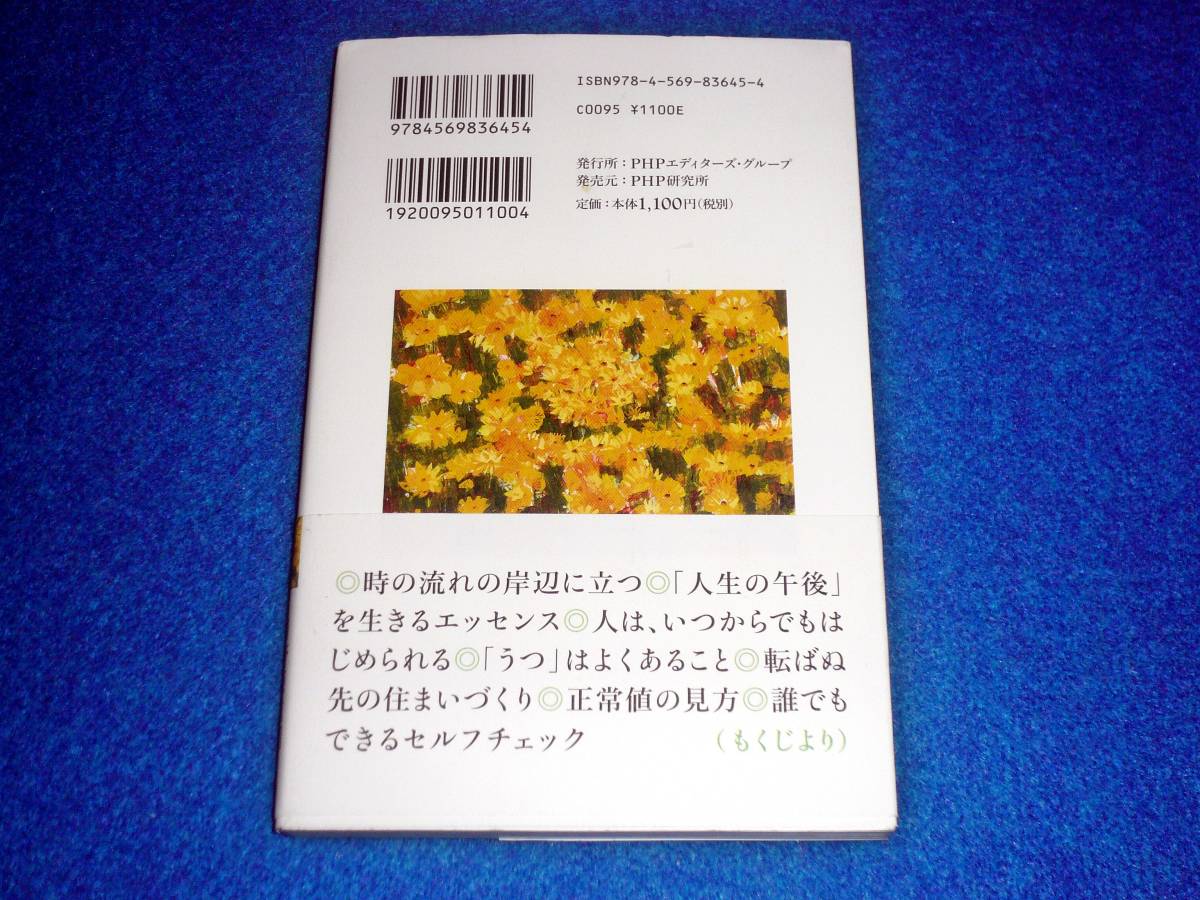 ISBN978-4-569-83645-4
C0095 ¥1100E
9784569836454
発行所：PHPエディターズ・グループ
発売元：PHP研究所
定価：本体1,100円(税別)
1920095011004
◎時の流れの岸辺に立つ◎「人生の午後」
を生きるエッセンス◎人は、いつからでもは
じめられる◎「うつ」はよくあること◎転ばぬ
先の住まいづくり◎正常値の見方◎誰でも
できるセルフチェック (もくじより)